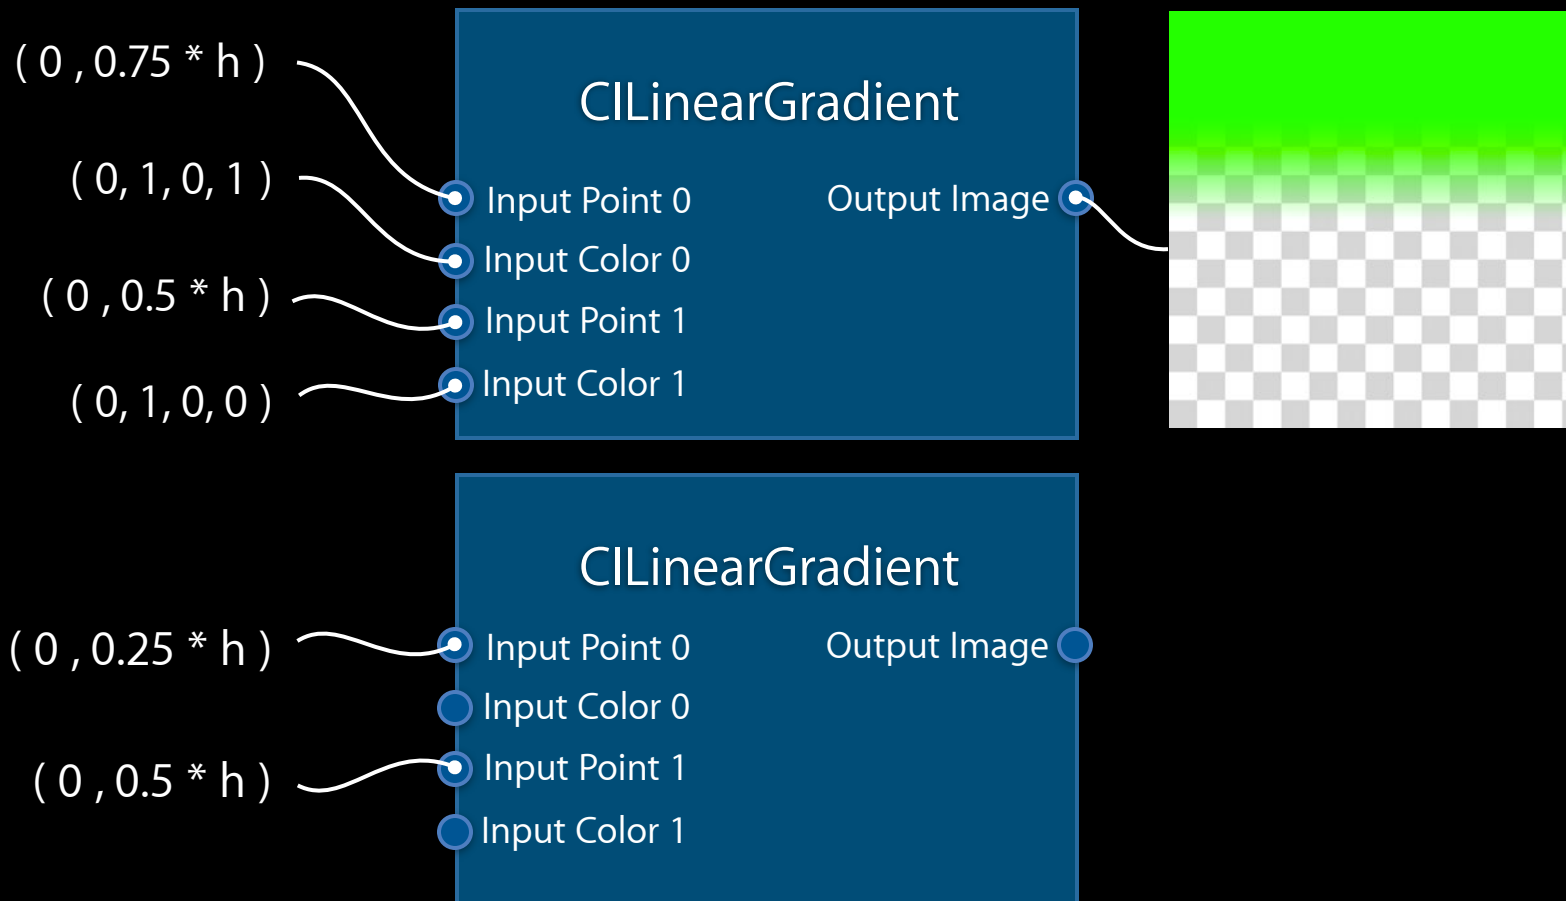 ( 0 , 0.75 * h )
( 0, 1, 0, 1 )
( 0 , 0.5 * h )
( 0, 1, 0, 0 )
CILinearGradient
Input Point 0
Output Image
Input Color 0
Input Point 1
Input Color 1
( 0 , 0.25 * h )
( 0 , 0.5 * h )
CILinearGradient
Input Point 0
Output Image
Input Color 0
Input Point 1
Input Color 1